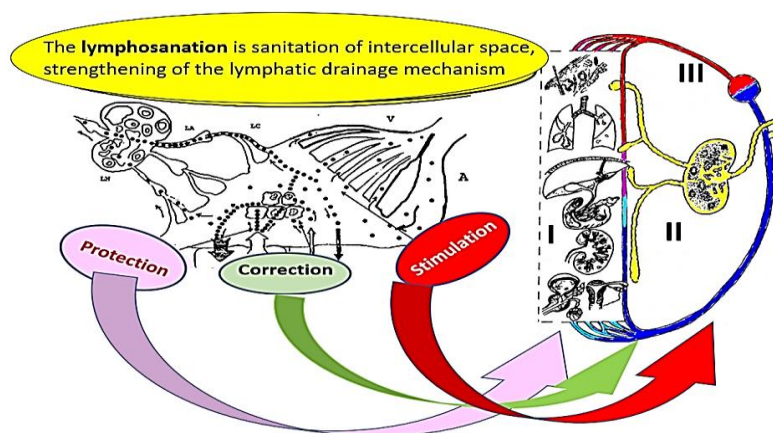 The lymphosanation is sanitation of intercellular space,
strengthening of the lymphatic drainage mechanism
III
LA
LC
V
LN
A
I
II
Protection
Correction
Stimulation